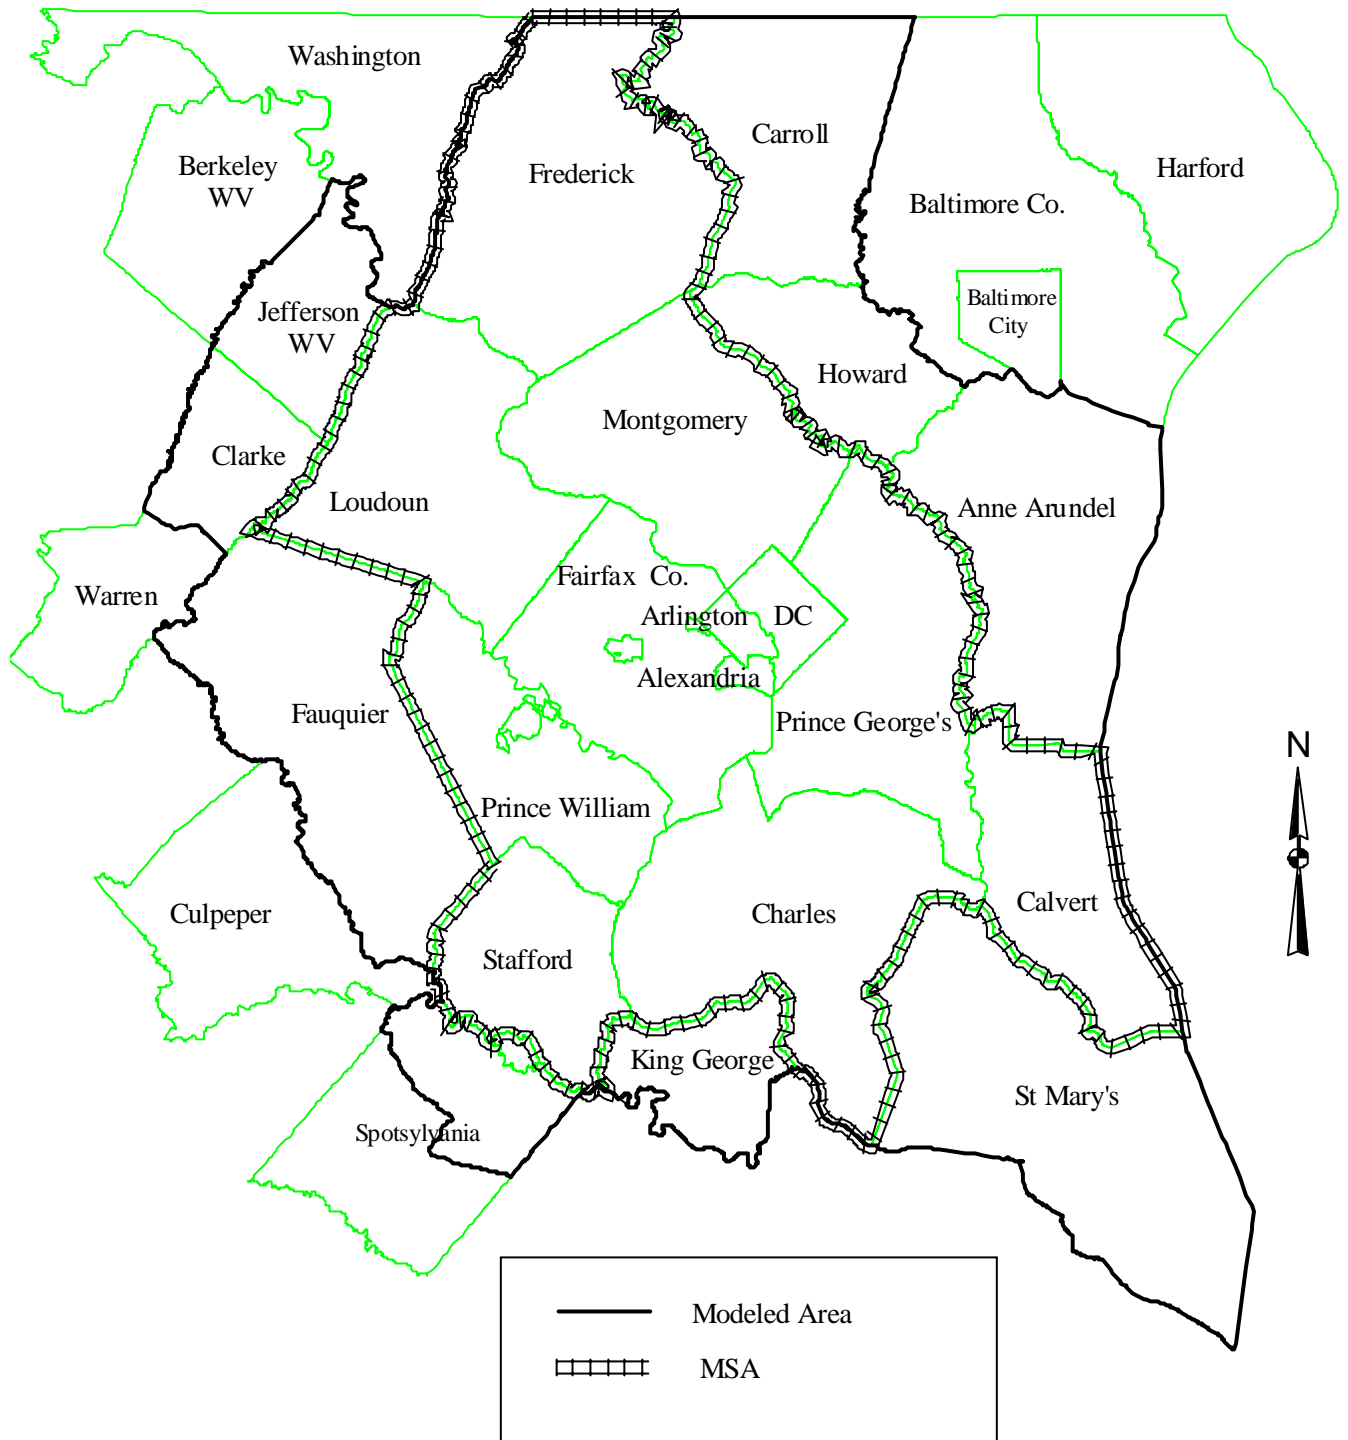 Washington
Carroll
Berkeley
WV
Frederick
Harford
Baltimore Co.
Jefferson
WV
Baltimore
City
Howard
Montgomery
Clarke
Loudoun
Anne Arundel
Fairfax Co.
Warren
Arlington
DC
Alexandria
Fauquier
Prince George's
N
Prince William
Culpeper
Charles
Calvert
Stafford
King George
St Mary's
Spotsylvania
Modeled Area
MSA